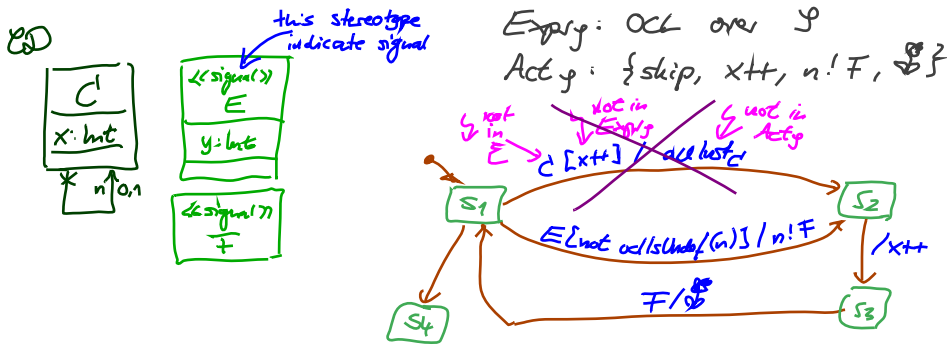 CD
C
x: Int
*
n
0,1
this stereotype
indicate signal
<<signal>>
E
y: Int
<<signal>>
F
Expr𝒮: OCL over 𝒮
Act𝒮: {skip, x++, n!F, }
not
in
E
not in
Expr𝒮
not in
Act𝒮
C [x++] / allInstC
S1
S2
E[not oclIsUndef(n)] / n!F
/x++
F/
S4
S3